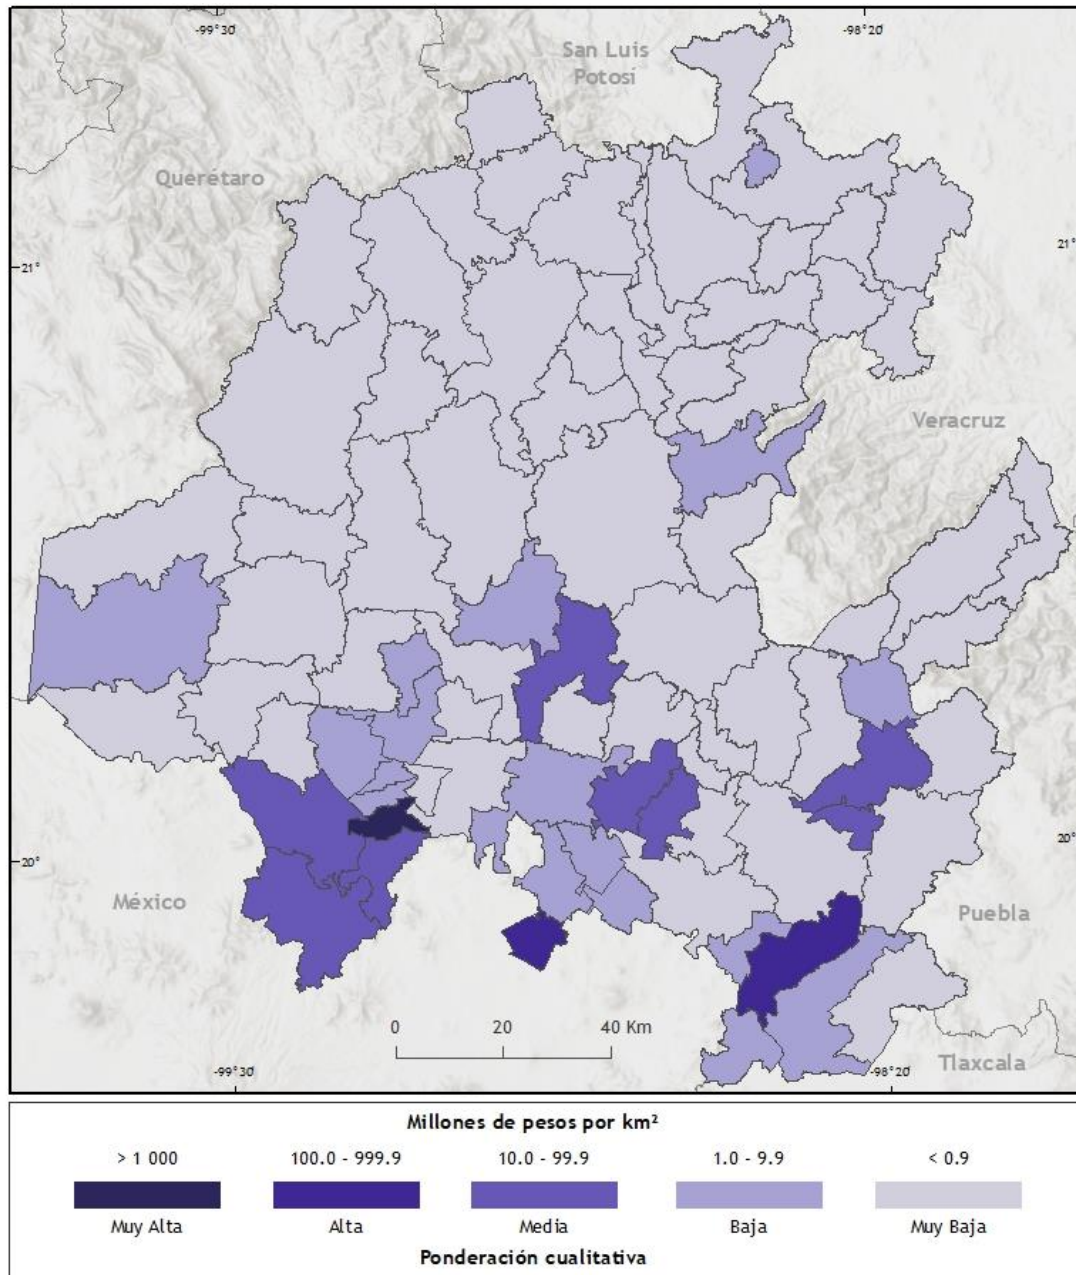 -99°30
-98°20
San Luis
Potosí
Querétaro
21°
21°
Veracruz
20°
20°
México
Puebla
0 20 40 Km
Tlaxcala
-99°30
-98°20
Millones de pesos por km²
> 1 000 100.0 - 999.9 10.0 - 99.9 1.0 - 9.9 < 0.9
Muy Alta Alta Media Baja Muy Baja
Ponderación cualitativa